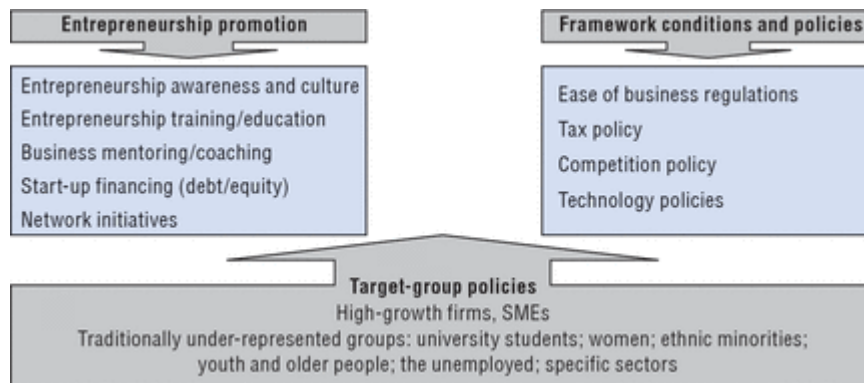 Entrepreneurship promotion
Entrepreneurship awareness and culture
Entrepreneurship training/education
Business mentoring/coaching
Start-up financing (debt/equity)
Network initiatives
Framework conditions and policies
Ease of business regulations
Tax policy
Competition policy
Technology policies
Target-group policies
High-growth firms, SMEs
Traditionally under-represented groups: university students; women; ethnic minorities;
youth and older people; the unemployed; specific sectors